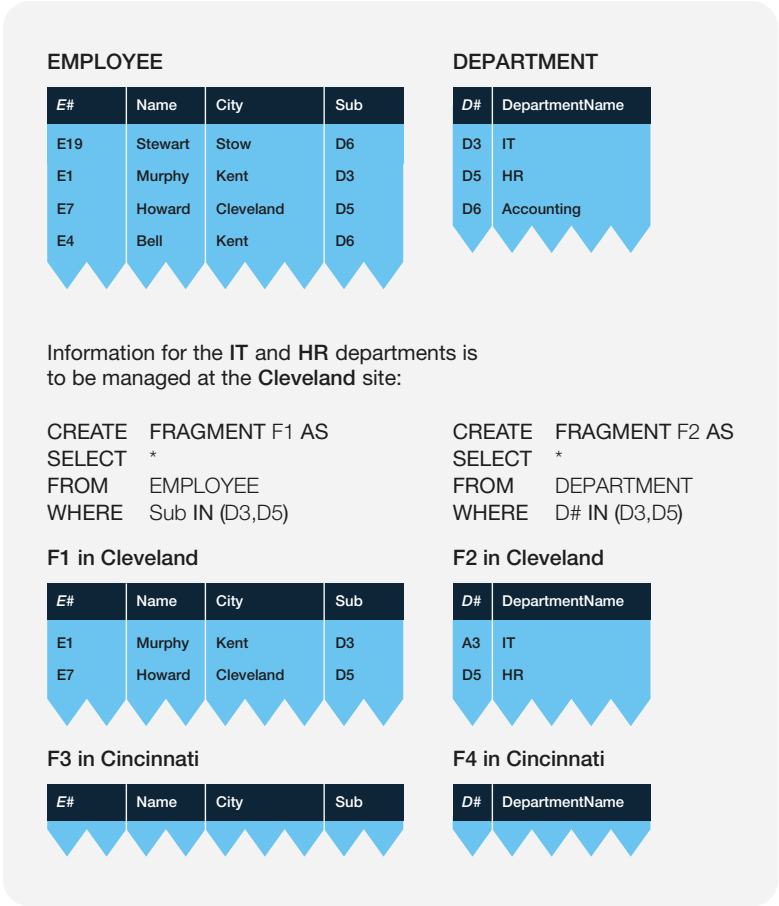 EMPLOYEE
E# Name City Sub
E19 Stewart Stow D6
E1 Murphy Kent D3
E7 Howard Cleveland D5
E4 Bell Kent D6
DEPARTMENT
D# DepartmentName
D3 IT
D5 HR
D6 Accounting
Information for the IT and HR departments is
to be managed at the Cleveland site:
CREATE FRAGMENT F1 AS
SELECT *
FROM EMPLOYEE
WHERE Sub IN (D3,D5)
CREATE FRAGMENT F2 AS
SELECT *
FROM DEPARTMENT
WHERE D# IN (D3,D5)
F1 in Cleveland
E# Name City Sub
E1 Murphy Kent D3
E7 Howard Cleveland D5
F2 in Cleveland
D# DepartmentName
A3 IT
D5 HR
F3 in Cincinnati
E# Name City Sub
F4 in Cincinnati
D# DepartmentName